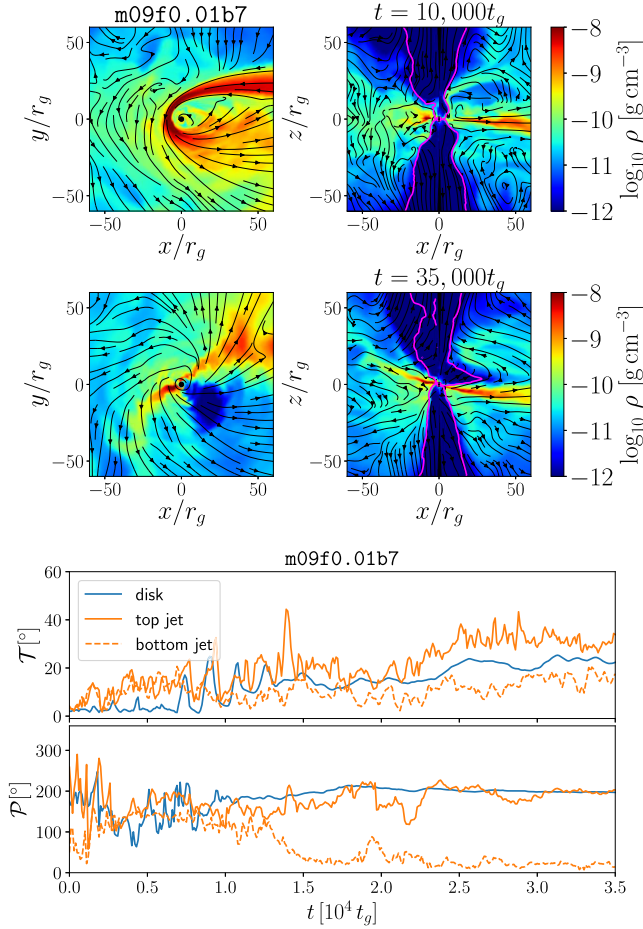 m09f0.01b7
t = 10,000t_g
50
0
−50
y/r_g
−50 0 50
x/r_g
50
0
−50
z/r_g
−50 0 50
x/r_g
−8
−9
−10
−11
−12
log₁₀ ρ [g cm⁻³]
t = 35,000t_g
50
0
−50
y/r_g
−50 0 50
x/r_g
50
0
−50
z/r_g
−50 0 50
x/r_g
−8
−9
−10
−11
−12
log₁₀ ρ [g cm⁻³]
m09f0.01b7
60
40
20
0
𝒯[°]
disk
top jet
bottom jet
300
200
100
0
𝒫[°]
0.0 0.5 1.0 1.5 2.0 2.5 3.0 3.5
t [10⁴ t_g]